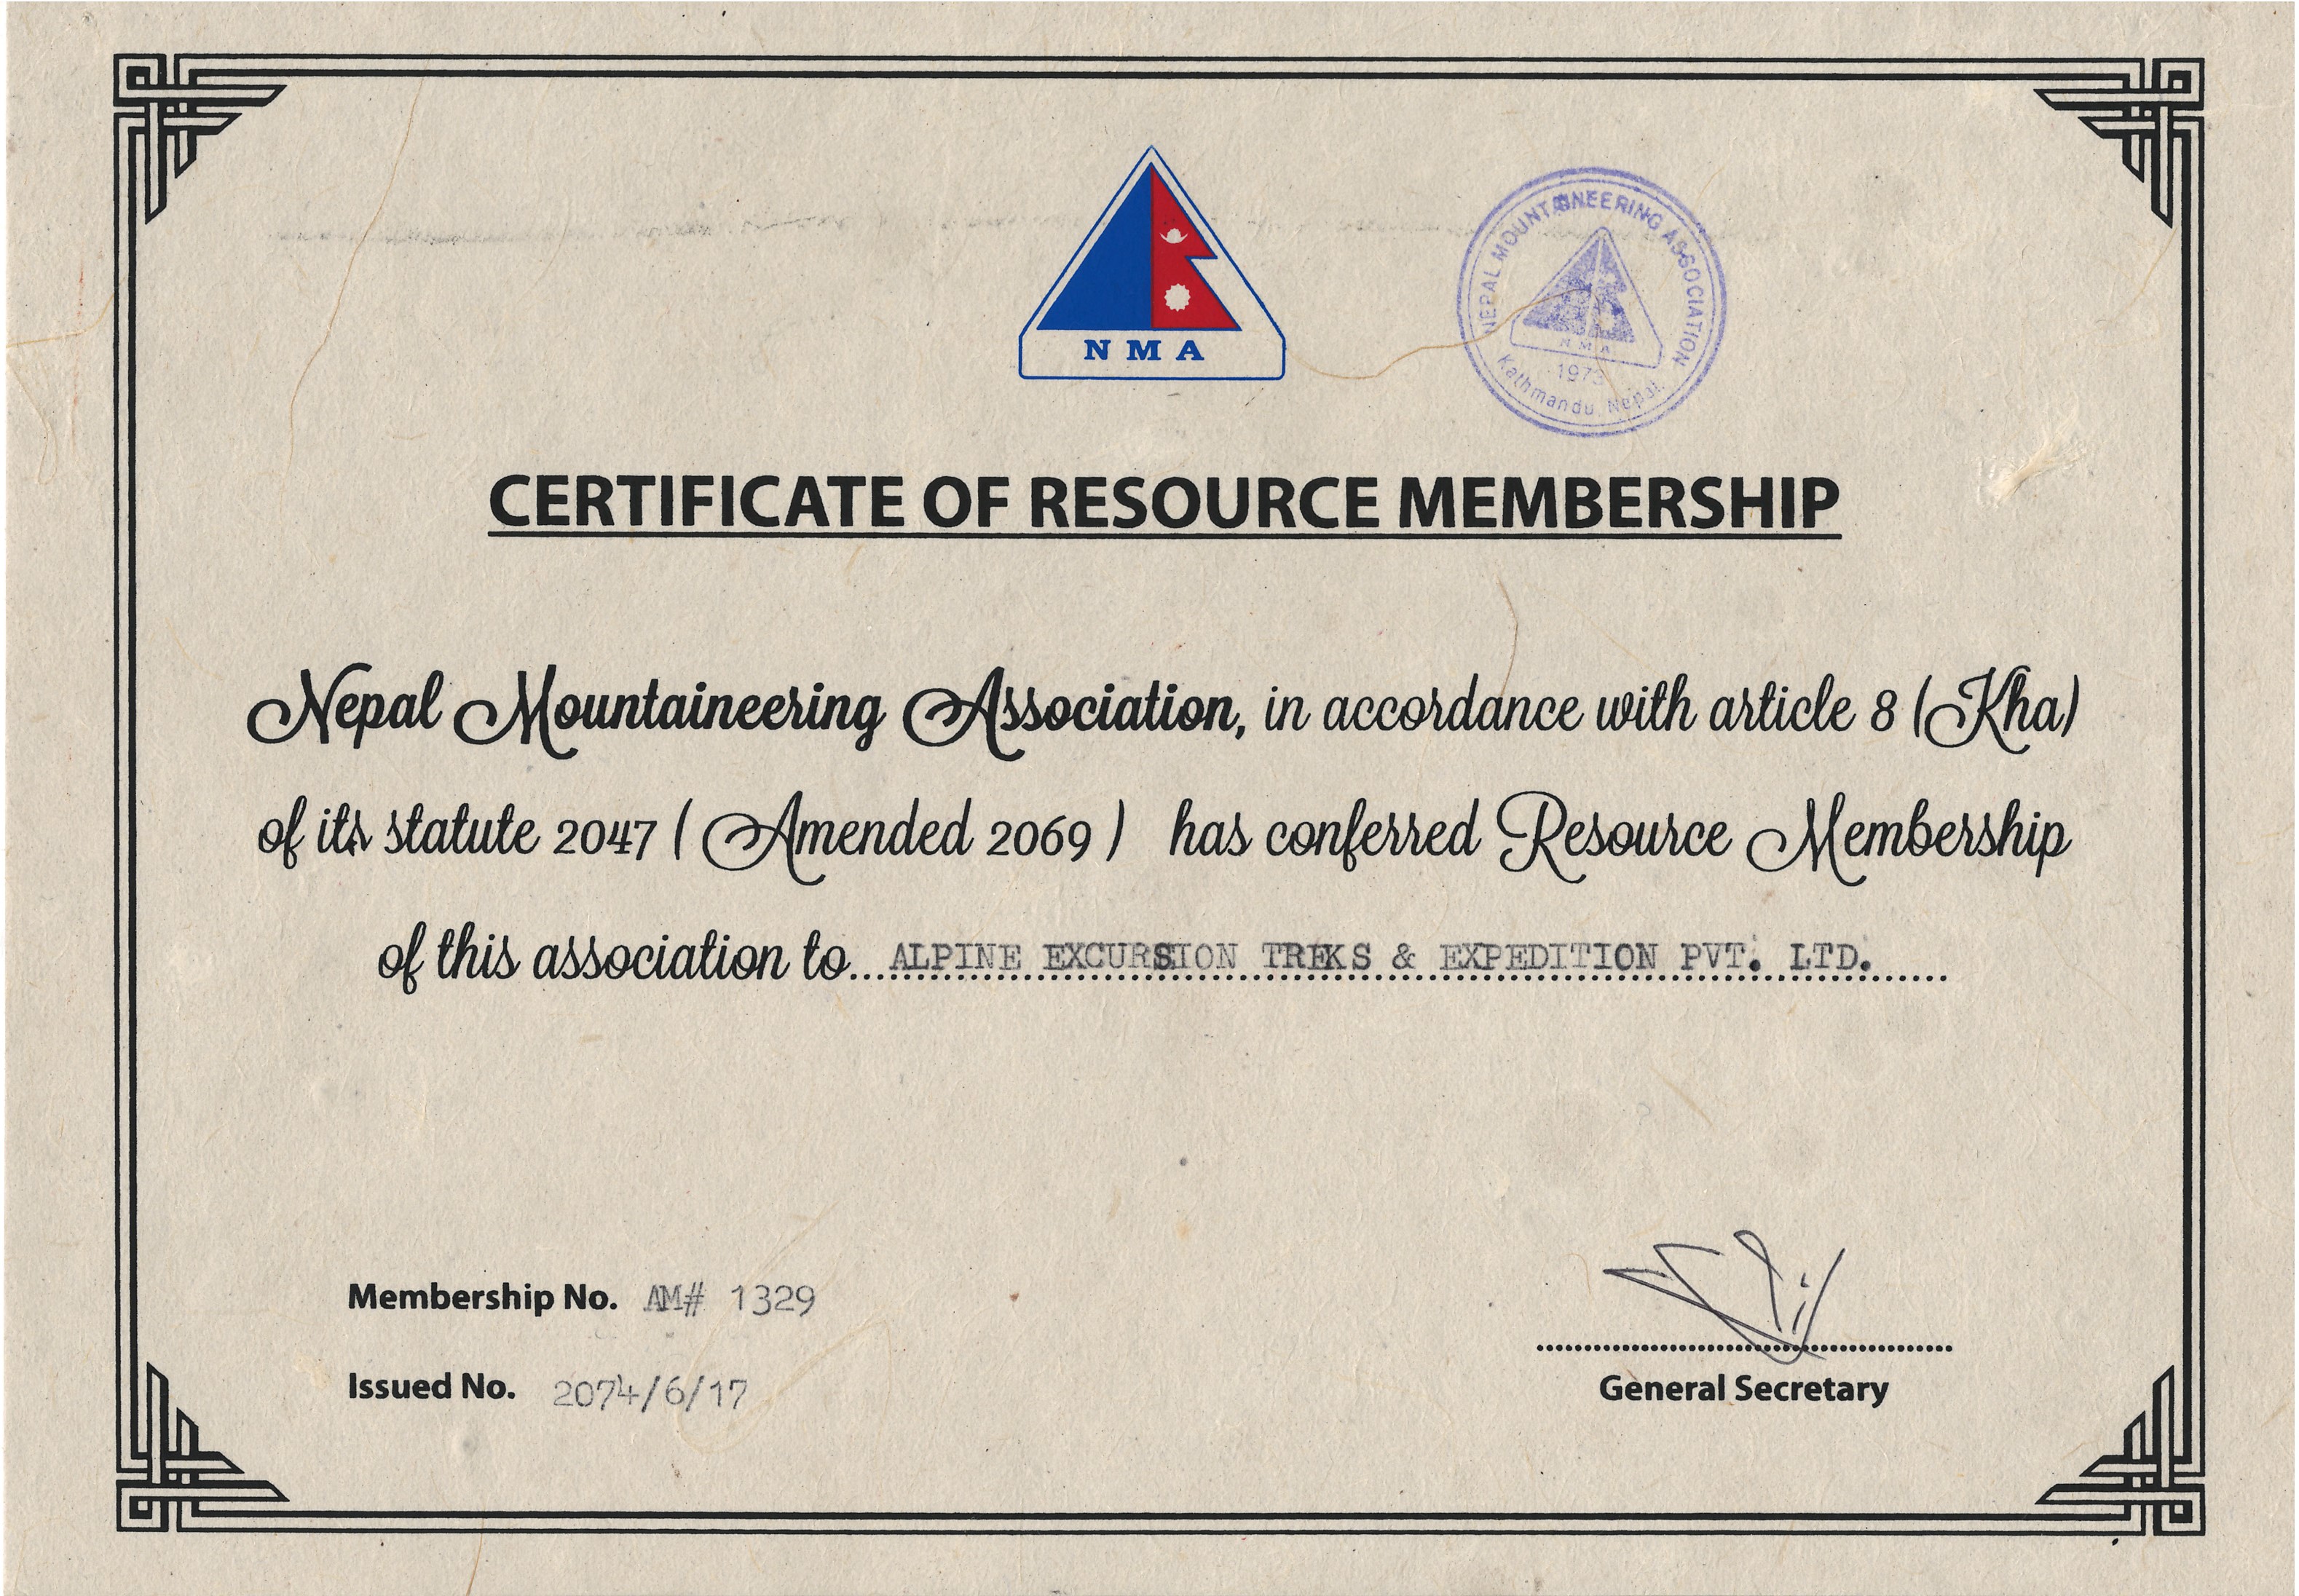 NMA
NEPAL MOUNTAINEERING ASSOCIATION
NMA
1973
Kathmandu, Nepal.
CERTIFICATE OF RESOURCE MEMBERSHIP
Nepal Mountaineering Association, in accordance with article 8 (Kha)
of its statute 2047 ( Amended 2069 ) has conferred Resource Membership
of this association to...ALPINE EXCURSION TREKS & EXPEDITION PVT. LTD.
Membership No. AM# 1329
Issued No. 2074/6/17
General Secretary